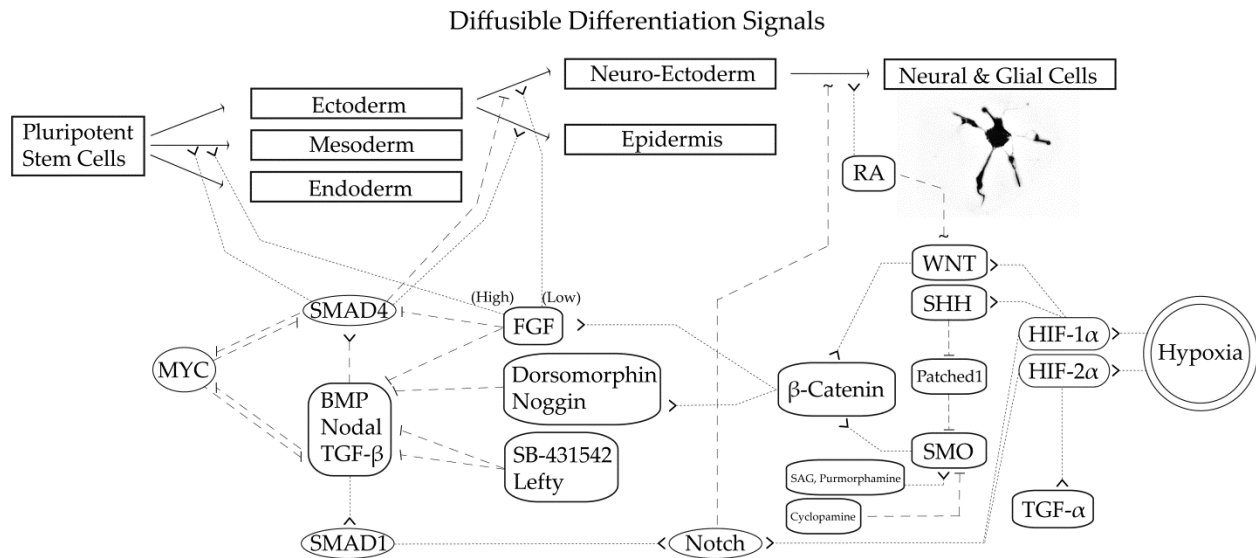 Diffusible Differentiation Signals
Pluripotent
Stem Cells
Ectoderm
Mesoderm
Endoderm
Neuro-Ectoderm
Epidermis
Neural & Glial Cells
RA
~
~
WNT
SHH
(High)
(Low)
SMAD4
FGF
MYC
BMP
Nodal
TGF-β
Dorsomorphin
Noggin
SB-431542
Lefty
β-Catenin
Patched1
SMO
SAG, Purmorphamine
Cyclopamine
HIF-1α
HIF-2α
Hypoxia
TGF-α
SMAD1
Notch